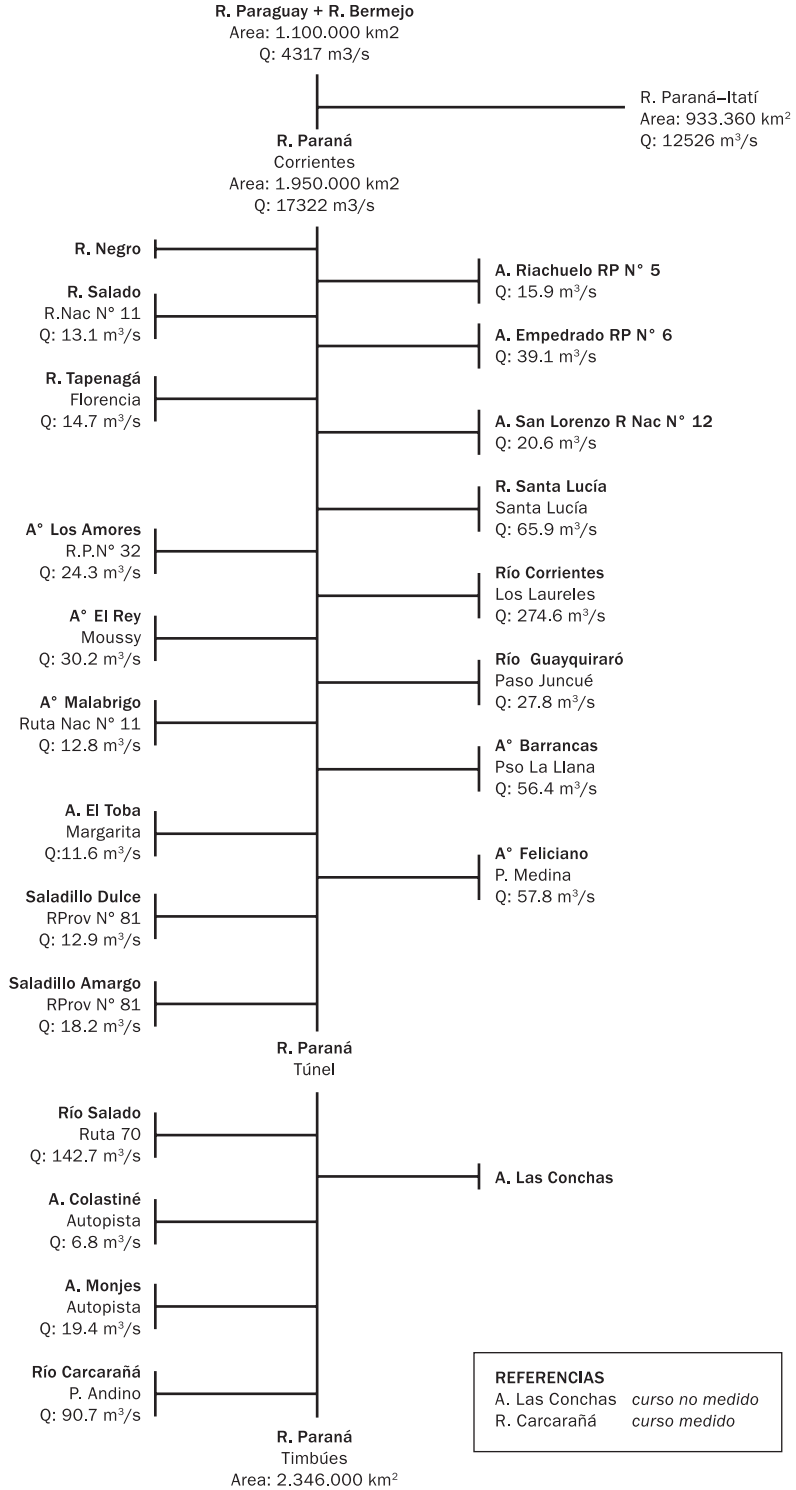 R. Paraguay + R. Bermejo
Area: 1.100.000 km2
Q: 4317 m3/s
R. Paraná–Itatí
Area: 933.360 km²
Q: 12526 m³/s
R. Paraná
Corrientes
Area: 1.950.000 km2
Q: 17322 m3/s
R. Negro
A. Riachuelo RP N° 5
Q: 15.9 m³/s
R. Salado
R.Nac N° 11
Q: 13.1 m³/s
A. Empedrado RP N° 6
Q: 39.1 m³/s
R. Tapenagá
Florencia
Q: 14.7 m³/s
A. San Lorenzo R Nac N° 12
Q: 20.6 m³/s
R. Santa Lucía
Santa Lucía
Q: 65.9 m³/s
A° Los Amores
R.P.N° 32
Q: 24.3 m³/s
Río Corrientes
Los Laureles
Q: 274.6 m³/s
A° El Rey
Moussy
Q: 30.2 m³/s
Río Guayquiraró
Paso Juncué
Q: 27.8 m³/s
A° Malabrigo
Ruta Nac N° 11
Q: 12.8 m³/s
A° Barrancas
Pso La Llana
Q: 56.4 m³/s
A. El Toba
Margarita
Q:11.6 m³/s
A° Feliciano
P. Medina
Q: 57.8 m³/s
Saladillo Dulce
RProv N° 81
Q: 12.9 m³/s
Saladillo Amargo
RProv N° 81
Q: 18.2 m³/s
R. Paraná
Túnel
Río Salado
Ruta 70
Q: 142.7 m³/s
A. Las Conchas
A. Colastiné
Autopista
Q: 6.8 m³/s
A. Monjes
Autopista
Q: 19.4 m³/s
Río Carcarañá
P. Andino
Q: 90.7 m³/s
REFERENCIAS
A. Las Conchas curso no medido
R. Carcarañá curso medido
R. Paraná
Timbúes
Area: 2.346.000 km²